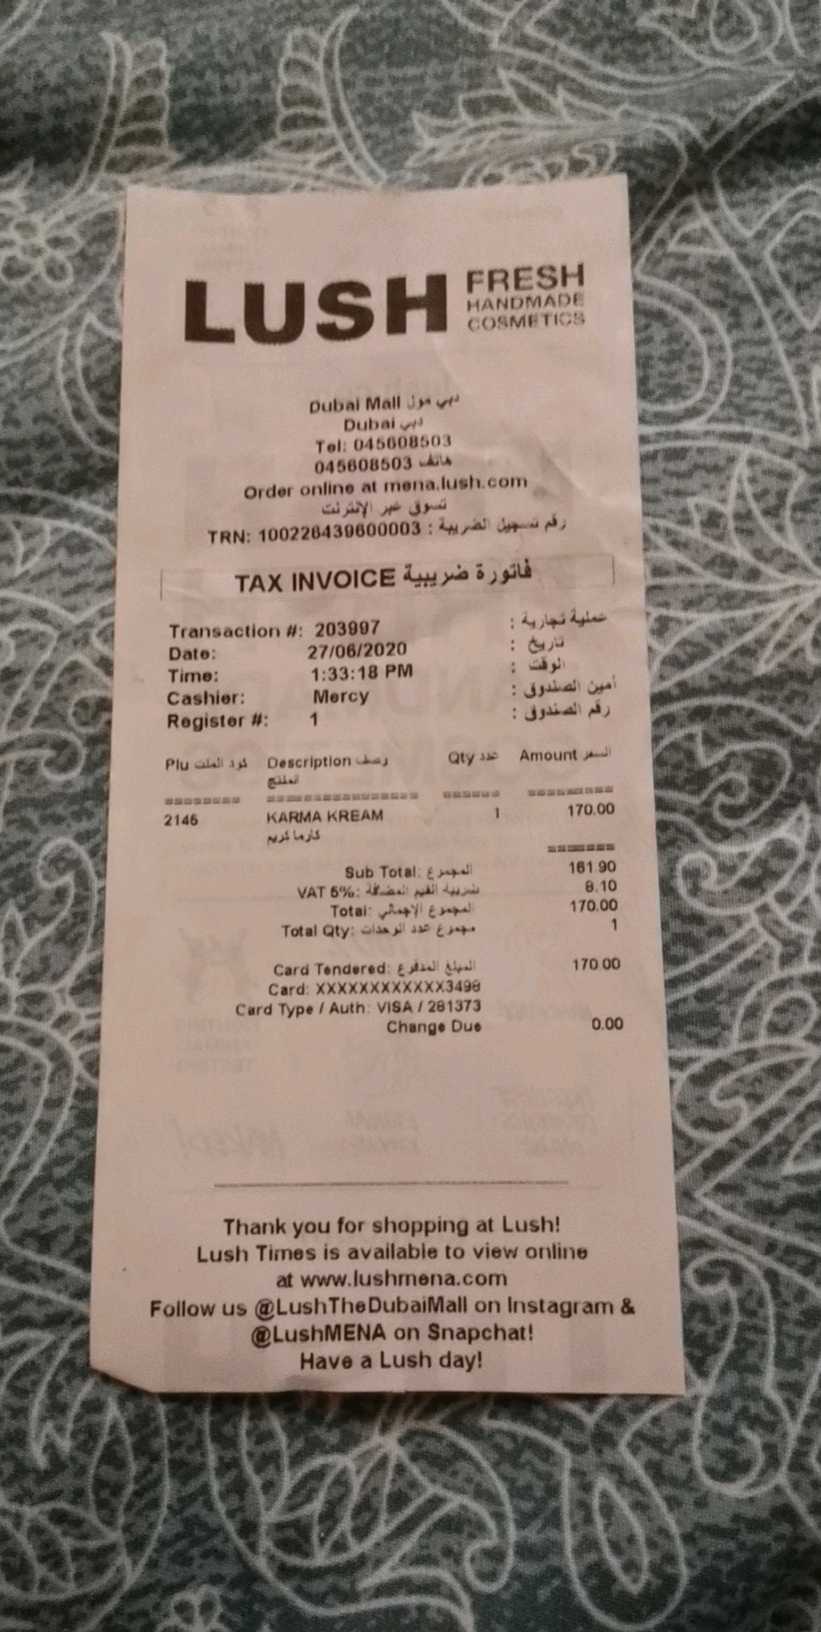 LUSH FRESH
HANDMADE
COSMETICS
Dubai Mall دبي مول
Dubai دبي
Tel: 045608503
045608503 هاتف
Order online at mena.lush.com
تسوق عبر الإنترنت
TRN: 100226439600003 : رقم تسجيل الضريبة
TAX INVOICE فاتورة ضريبية
Transaction #: 203997 عملية تجارية :
Date: 27/06/2020 تاريخ :
Time: 1:33:18 PM الوقت :
Cashier: Mercy أمين الصندوق :
Register #: 1 رقم الصندوق :
Plu كود الملت Description وصف Qty عدد Amount السعر
المنتج
2146 KARMA KREAM 1 170.00
كارما كريم
Sub Total: المجموع 161.90
VAT 5%: ضريبة القيم المضافة 8.10
Total: المجموع الإجمالي 170.00
Total Qty: مجموع عدد الوحدات 1
Card Tendered: المبلغ المدفوع 170.00
Card: XXXXXXXXXXXX3498
Card Type / Auth: VISA / 281373
Change Due 0.00
Thank you for shopping at Lush!
Lush Times is available to view online
at www.lushmena.com
Follow us @LushTheDubaiMall on Instagram &
@LushMENA on Snapchat!
Have a Lush day!